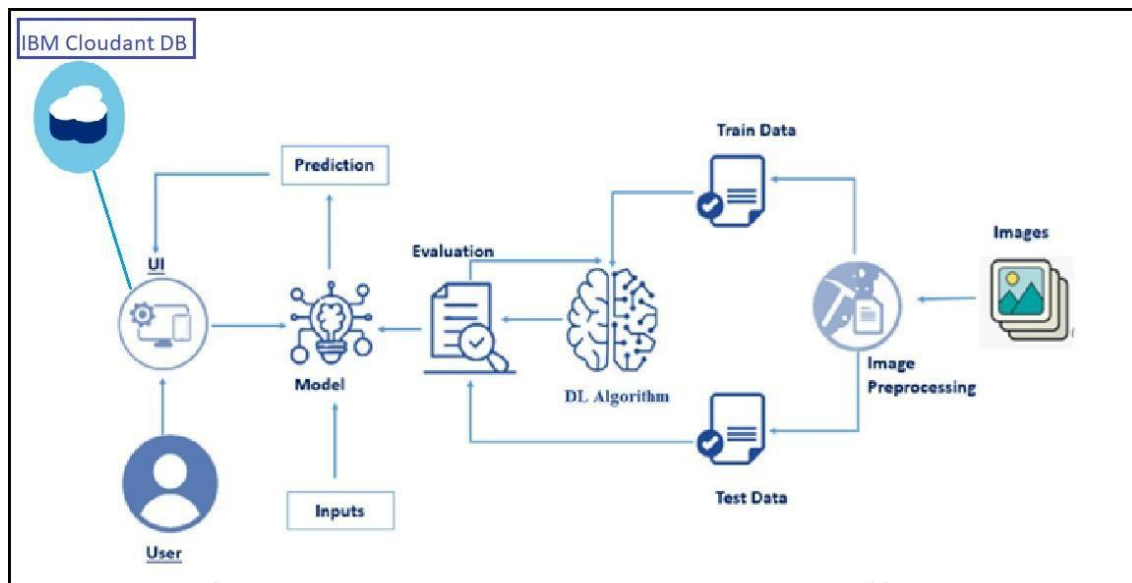 IBM Cloudant DB
Train Data
Prediction
Images
Evaluation
UI
Model
DL Algorithm
Image
Preprocessing
Inputs
Test Data
User